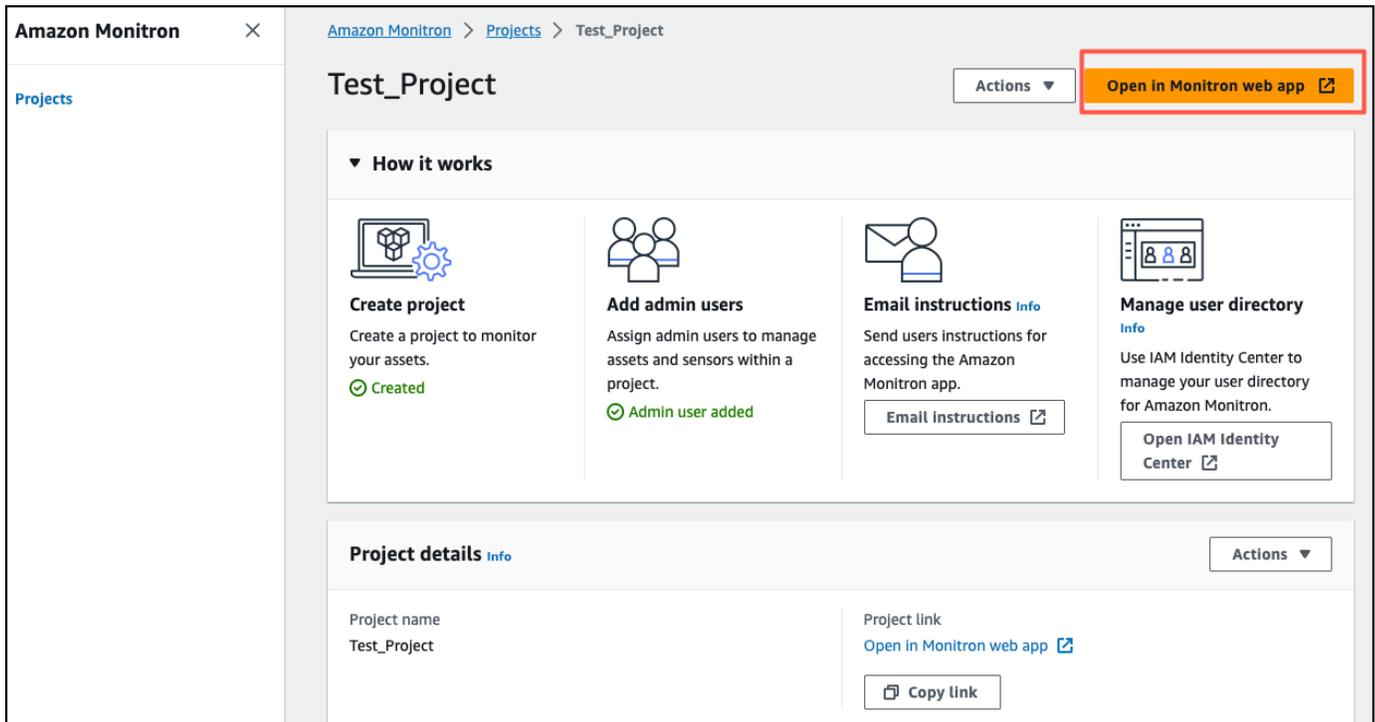 Amazon Monitron
Projects
Amazon Monitron > Projects > Test_Project
Test_Project
Actions
Open in Monitron web app
How it works
Create project
Create a project to monitor
your assets.
Created
Add admin users
Assign admin users to manage
assets and sensors within a
project.
Admin user added
Email instructions Info
Send users instructions for
accessing the Amazon
Monitron app.
Email instructions
Manage user directory
Info
Use IAM Identity Center to
manage your user directory
for Amazon Monitron.
Open IAM Identity
Center
Project details Info
Actions
Project name
Test_Project
Project link
Open in Monitron web app
Copy link